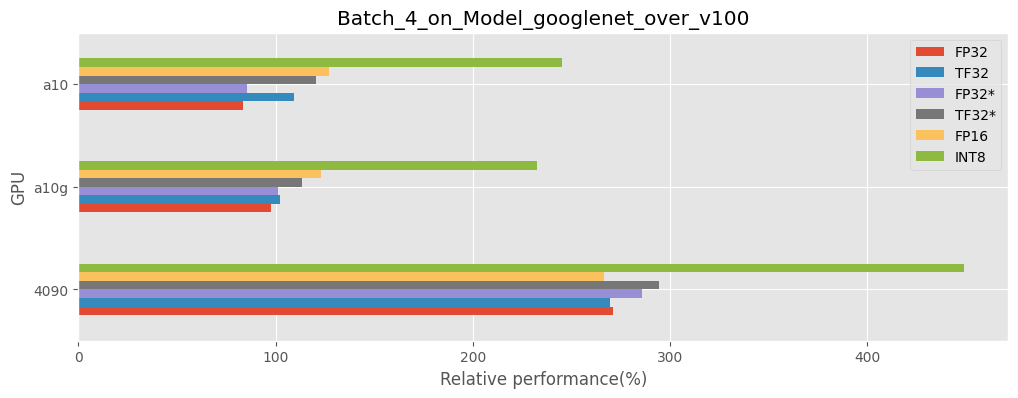 Batch_4_on_Model_googlenet_over_v100
FP32
TF32
FP32*
TF32*
FP16
INT8
a10
a10g
4090
GPU
0 100 200 300 400
Relative performance(%)